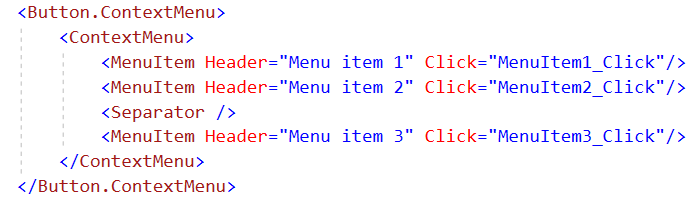 <Button.ContextMenu>
    <ContextMenu>
        <MenuItem Header="Menu item 1" Click="MenuItem1_Click"/>
        <MenuItem Header="Menu item 2" Click="MenuItem2_Click"/>
        <Separator />
        <MenuItem Header="Menu item 3" Click="MenuItem3_Click"/>
    </ContextMenu>
</Button.ContextMenu>